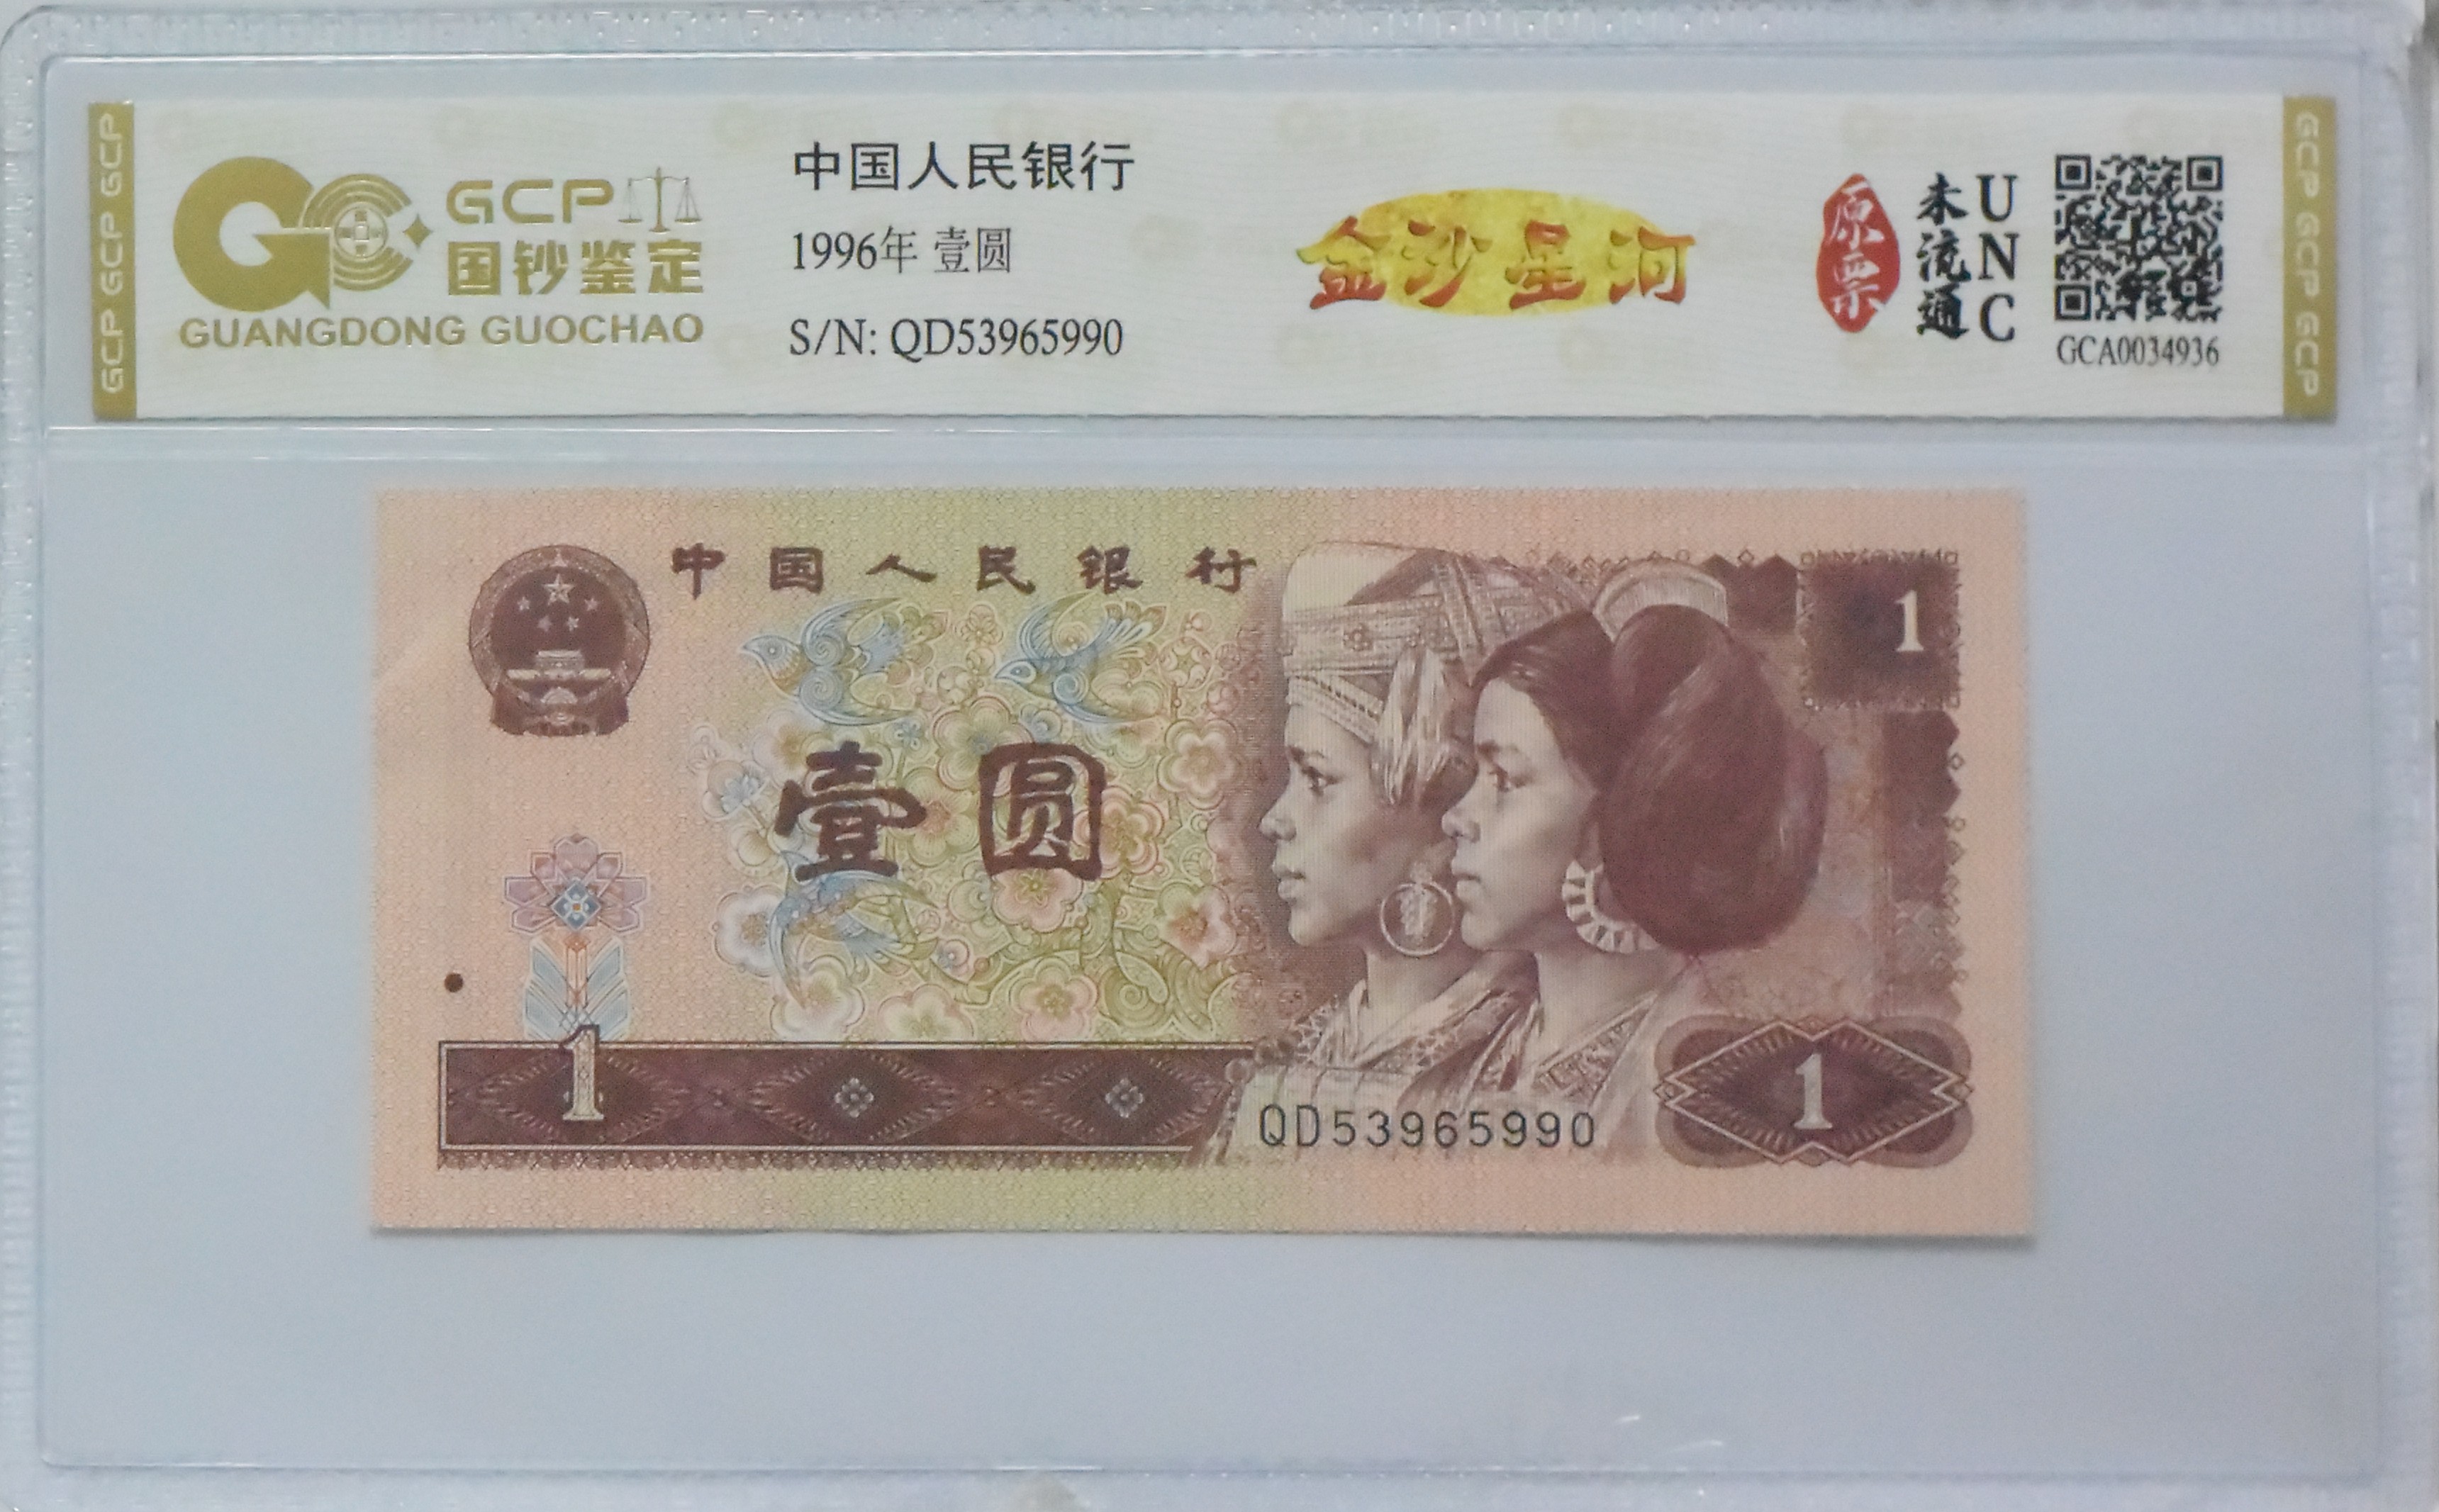 GCP GCP GCP
GCP
国钞鉴定
GUANGDONG GUOCHAO
中国人民银行
1996年 壹圆
S/N: QD53965990
金沙星河
原票
未流通
UNC
GCA0034936
GCP GCP GCP
中国人民银行
1
壹圆
1
QD53965990
1